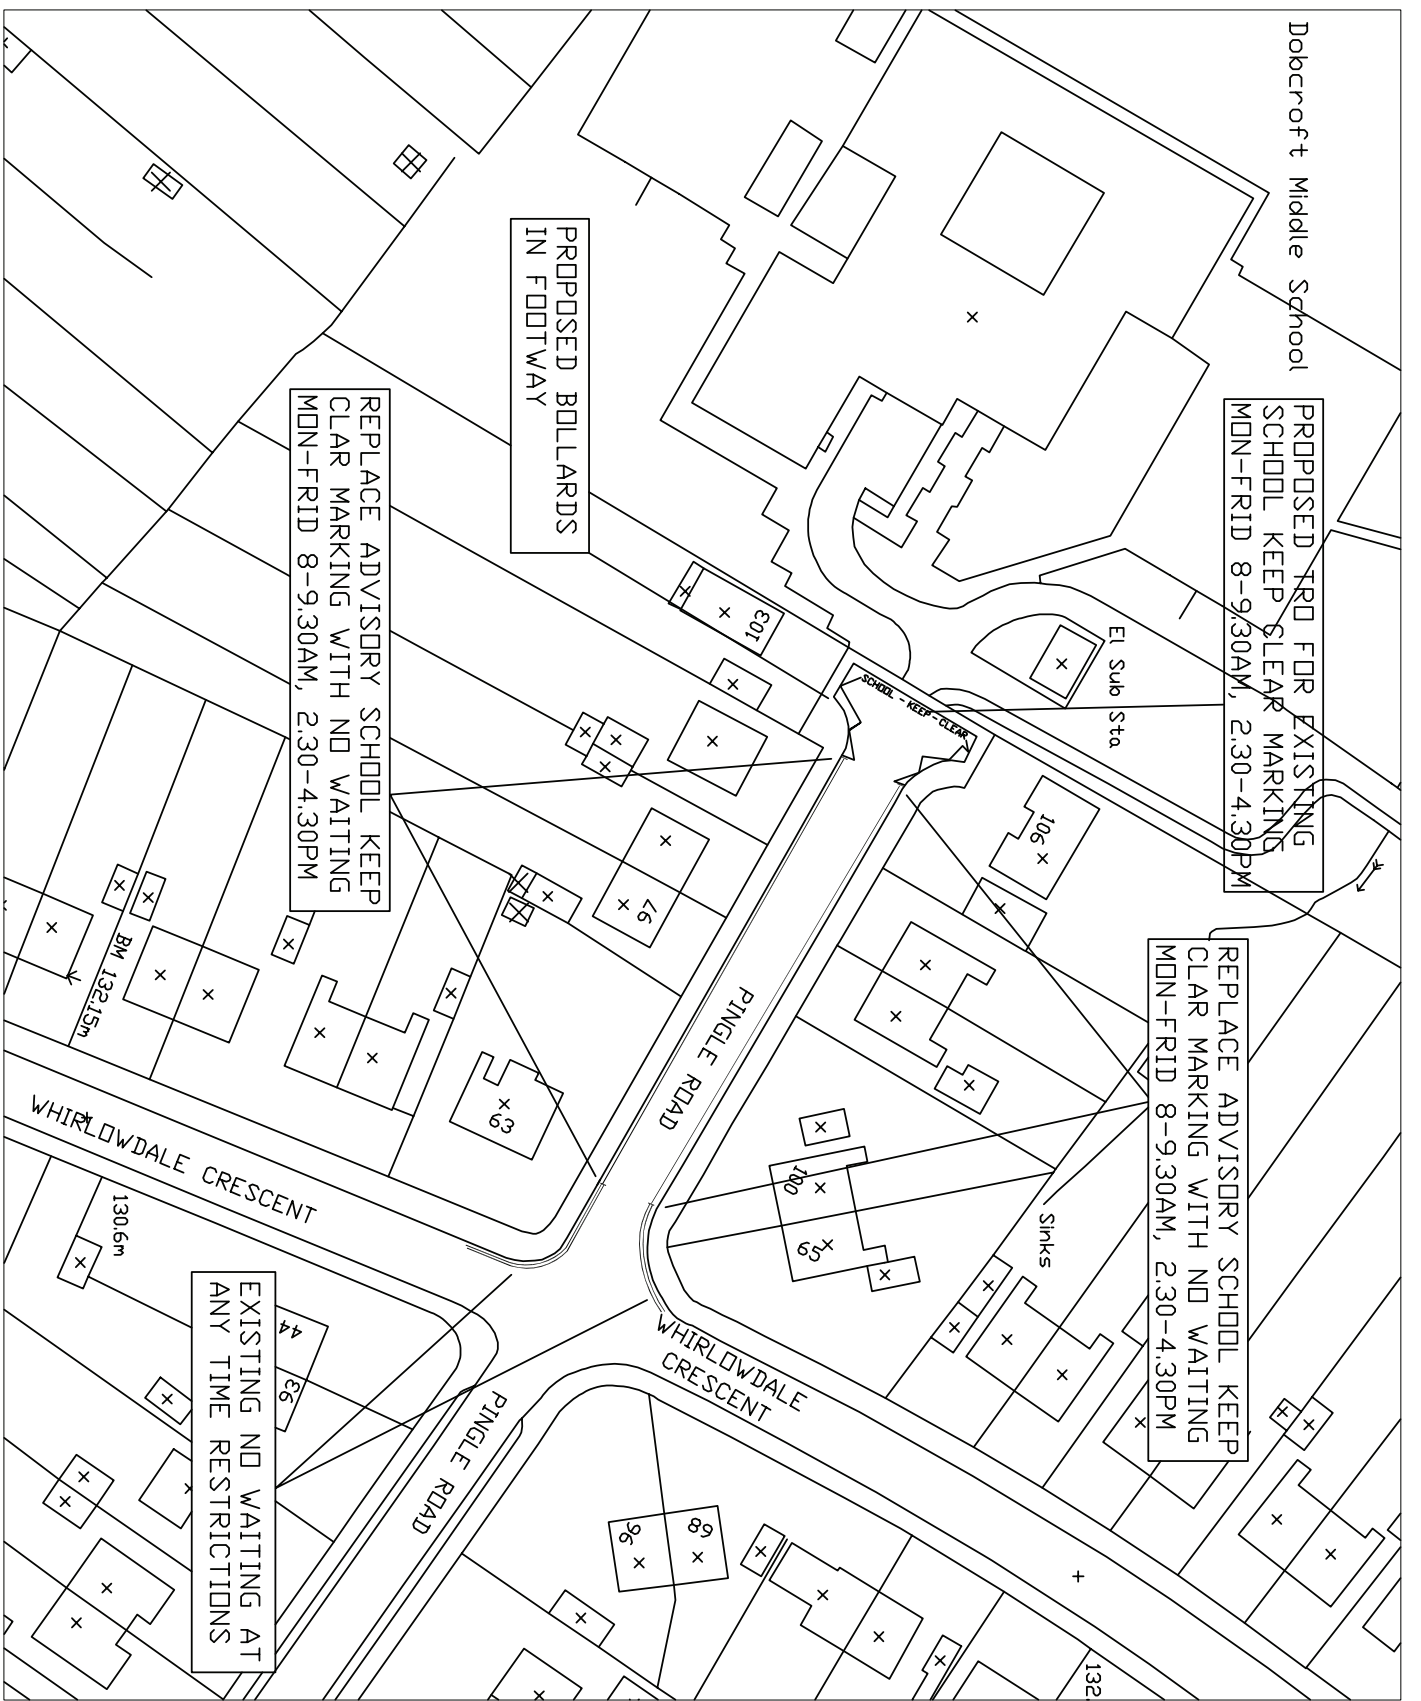 Dobcroft Middle School
PROPOSED TRO FOR EXISTING
SCHOOL KEEP CLEAR MARKING
MON-FRID 8-9.30AM, 2.30-4.30PM
REPLACE ADVISORY SCHOOL KEEP
CLAR MARKING WITH NO WAITING
MON-FRID 8-9.30AM, 2.30-4.30PM
El Sub Sta
SCHOOL - KEEP - CLEAR
106
Sinks
100
65
PROPOSED BOLLARDS
IN FOOTWAY
103
97
PINGLE ROAD
WHIRLOWDALE
CRESCENT
REPLACE ADVISORY SCHOOL KEEP
CLAR MARKING WITH NO WAITING
MON-FRID 8-9.30AM, 2.30-4.30PM
63
BM 132.15m
WHIRLOWDALE CRESCENT
130.6m
44
93
PINGLE ROAD
96
89
132.
EXISTING NO WAITING AT
ANY TIME RESTRICTIONS